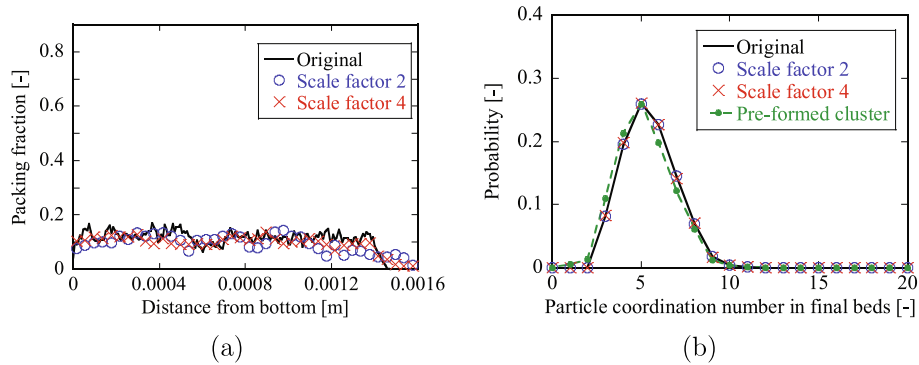 0.8
0.6
0.4
0.2
0
Packing fraction [-]
Original
Scale factor 2
Scale factor 4
0
0.0004
0.0008
0.0012
0.0016
Distance from bottom [m]
(a)
0.4
0.3
0.2
0.1
0
Probability [-]
Original
Scale factor 2
Scale factor 4
Pre-formed cluster
0
5
10
15
20
Particle coordination number in final beds [-]
(b)